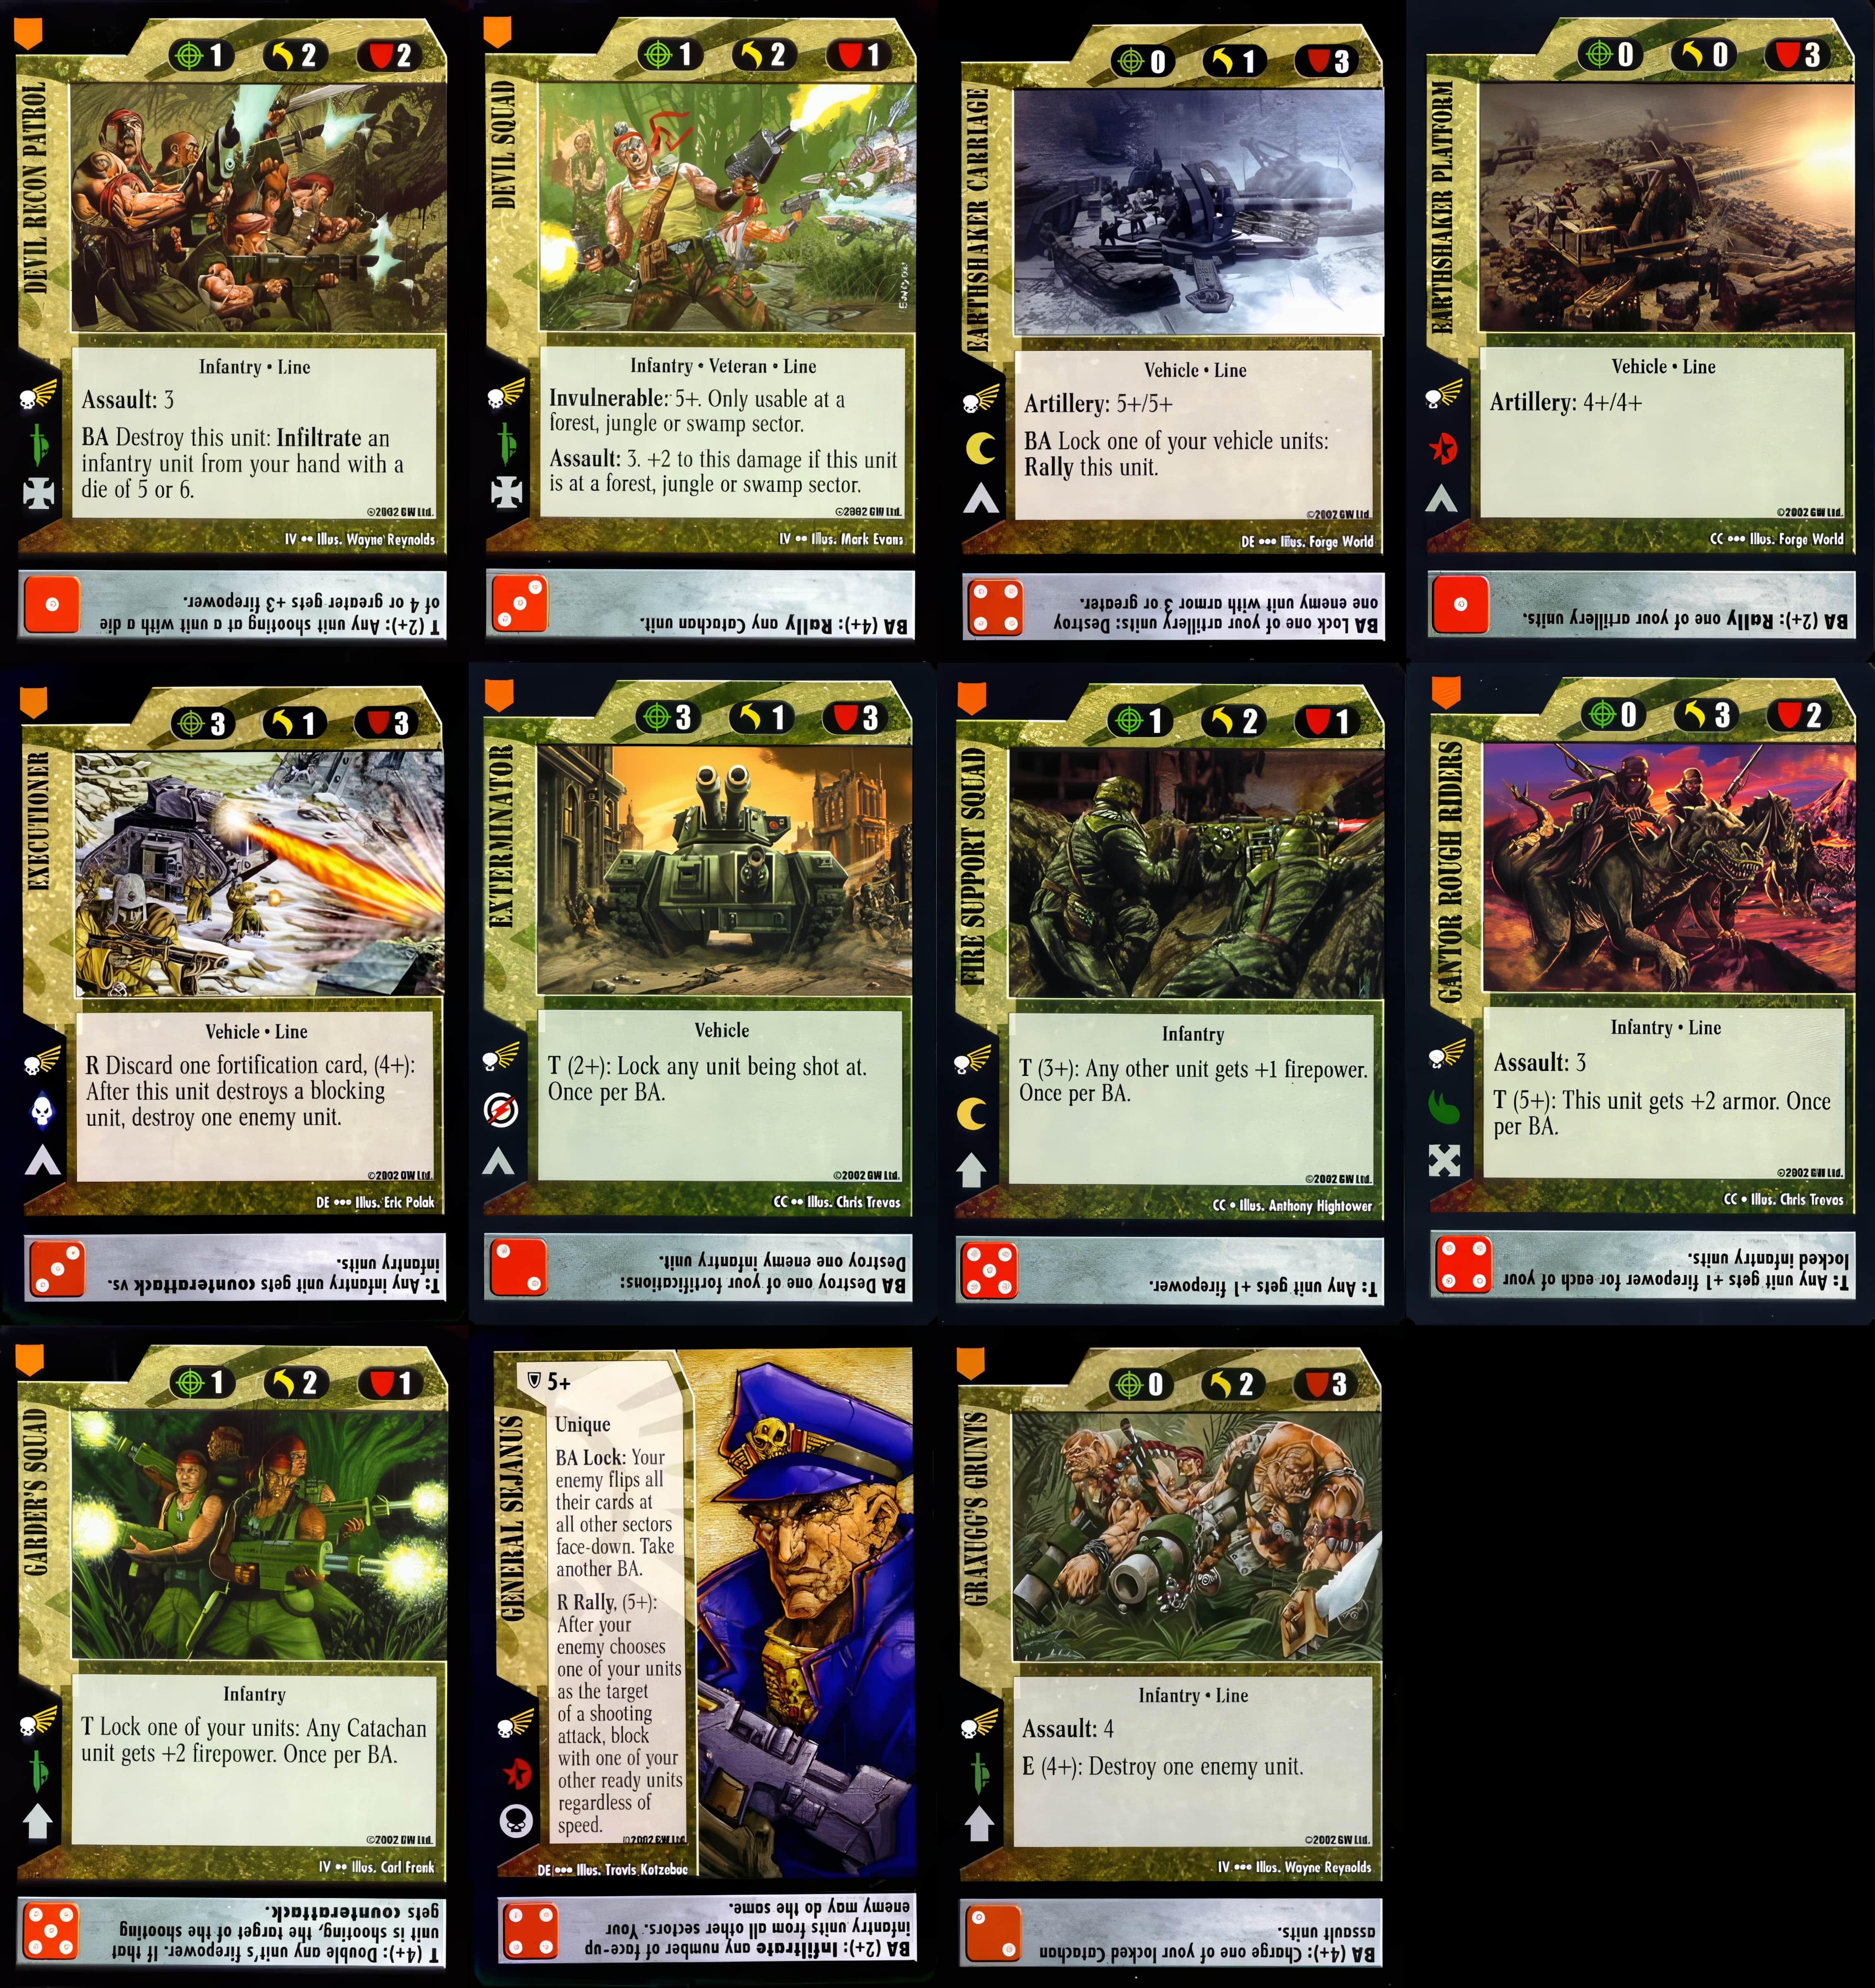 1 2 2
DEVIL RECON PATROL
Infantry • Line
Assault: 3
BA Destroy this unit: Infiltrate an
infantry unit from your hand with a
die of 5 or 6.
©2002 GW Ltd.
IV •• Illus. Wayne Reynolds
T (2+): Any unit shooting at a unit with a die
of 4 or greater gets +3 firepower.
1 2 1
DEVIL SQUAD
Infantry • Veteran • Line
Invulnerable: 5+. Only usable at a
forest, jungle or swamp sector.
Assault: 3. +2 to this damage if this unit
is at a forest, jungle or swamp sector.
©2002 GW Ltd.
IV •• Illus. Mark Evans
BA (4+): Rally any Catachan unit.
0 1 3
EARTHSHAKER CARRIAGE
Vehicle • Line
Artillery: 5+/5+
BA Lock one of your vehicle units:
Rally this unit.
©2002 GW Ltd.
DE ••• Illus. Forge World
BA Lock one of your artillery units: Destroy
one enemy unit with armor 3 or greater.
0 0 3
EARTHSHAKER PLATFORM
Vehicle • Line
Artillery: 4+/4+
©2002 GW Ltd.
CC ••• Illus. Forge World
BA (2+): Rally one of your artillery units.
3 1 3
EXECUTIONER
Vehicle • Line
R Discard one fortification card, (4+):
After this unit destroys a blocking
unit, destroy one enemy unit.
©2002 GW Ltd.
DE ••• Illus. Eric Polak
T: Any infantry unit gets counterattack vs.
infantry units.
3 1 3
EXTERMINATOR
Vehicle
T (2+): Lock any unit being shot at.
Once per BA.
©2002 GW Ltd.
CC •• Illus. Chris Trevas
BA Destroy one of your fortifications:
Destroy one enemy infantry unit.
1 2 1
FIRE SUPPORT SQUAD
Infantry
T (3+): Any other unit gets +1 firepower.
Once per BA.
©2002 GW Ltd.
CC • Illus. Anthony Hightower
T: Any unit gets +1 firepower.
0 3 2
GANTOR ROUGH RIDERS
Infantry • Line
Assault: 3
T (5+): This unit gets +2 armor. Once
per BA.
©2002 GW Ltd.
CC • Illus. Chris Trevas
T: Any unit gets +1 firepower for each of your
locked infantry units.
1 2 1
GARDER'S SQUAD
Infantry
T Lock one of your units: Any Catachan
unit gets +2 firepower. Once per BA.
©2002 GW Ltd.
IV •• Illus. Carl Frank
T (4+): Double any unit's firepower. If that
unit is shooting, the target of the shooting
gets counterattack.
5+
GENERAL SEJANUS
Unique
BA Lock: Your
enemy flips all
their cards at
all other sectors
face-down. Take
another BA.
R Rally, (5+):
After your
enemy chooses
one of your units
as the target
of a shooting
attack, block
with one of your
other ready units
regardless of
speed.
©2002 GW Ltd.
DE ••• Illus. Travis Kotzebue
BA (2+): Infiltrate any number of face-up
infantry units from all other sectors. Your
enemy may do the same.
0 2 3
GRAXUGG'S GRUNTS
Infantry • Line
Assault: 4
E (4+): Destroy one enemy unit.
©2002 GW Ltd.
IV ••• Illus. Wayne Reynolds
BA (4+): Charge one of your locked Catachan
assault units.